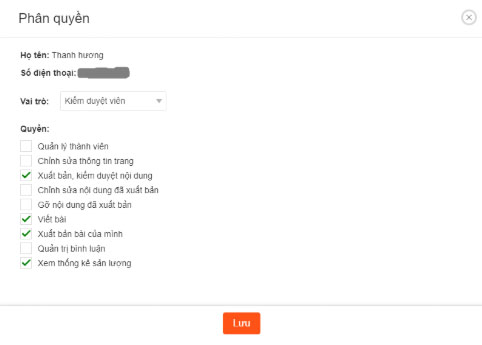 Phân quyền
Họ tên: Thanh hương
Số điện thoại:
Vai trò: Kiểm duyệt viên
Quyền:
Quản lý thành viên
Chỉnh sửa thông tin trang
Xuất bản, kiểm duyệt nội dung
Chỉnh sửa nội dung đã xuất bản
Gỡ nội dung đã xuất bản
Viết bài
Xuất bản bài của mình
Quản trị bình luận
Xem thống kê sản lượng
Lưu